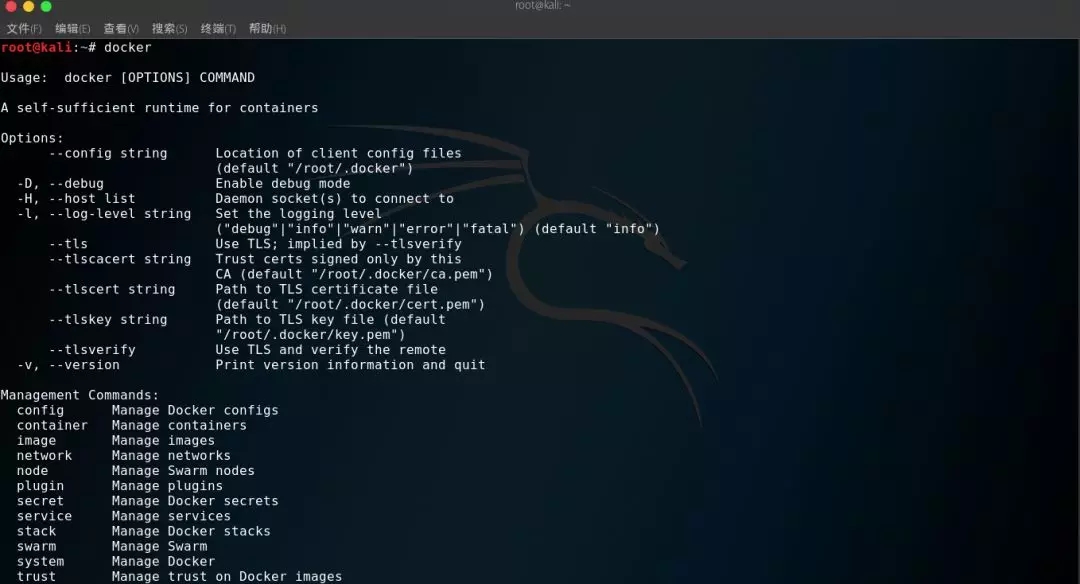 root@kali: ~
文件(F) 编辑(E) 查看(V) 搜索(S) 终端(T) 帮助(H)
root@kali:~# docker
Usage:  docker [OPTIONS] COMMAND
A self-sufficient runtime for containers
Options:
      --config string      Location of client config files
                           (default "/root/.docker")
  -D, --debug              Enable debug mode
  -H, --host list          Daemon socket(s) to connect to
  -l, --log-level string   Set the logging level
                           ("debug"|"info"|"warn"|"error"|"fatal") (default "info")
      --tls                Use TLS; implied by --tlsverify
      --tlscacert string   Trust certs signed only by this
                           CA (default "/root/.docker/ca.pem")
      --tlscert string     Path to TLS certificate file
                           (default "/root/.docker/cert.pem")
      --tlskey string      Path to TLS key file (default
                           "/root/.docker/key.pem")
      --tlsverify          Use TLS and verify the remote
  -v, --version            Print version information and quit
Management Commands:
  config      Manage Docker configs
  container   Manage containers
  image       Manage images
  network     Manage networks
  node        Manage Swarm nodes
  plugin      Manage plugins
  secret      Manage Docker secrets
  service     Manage services
  stack       Manage Docker stacks
  swarm       Manage Swarm
  system      Manage Docker
  trust       Manage trust on Docker images